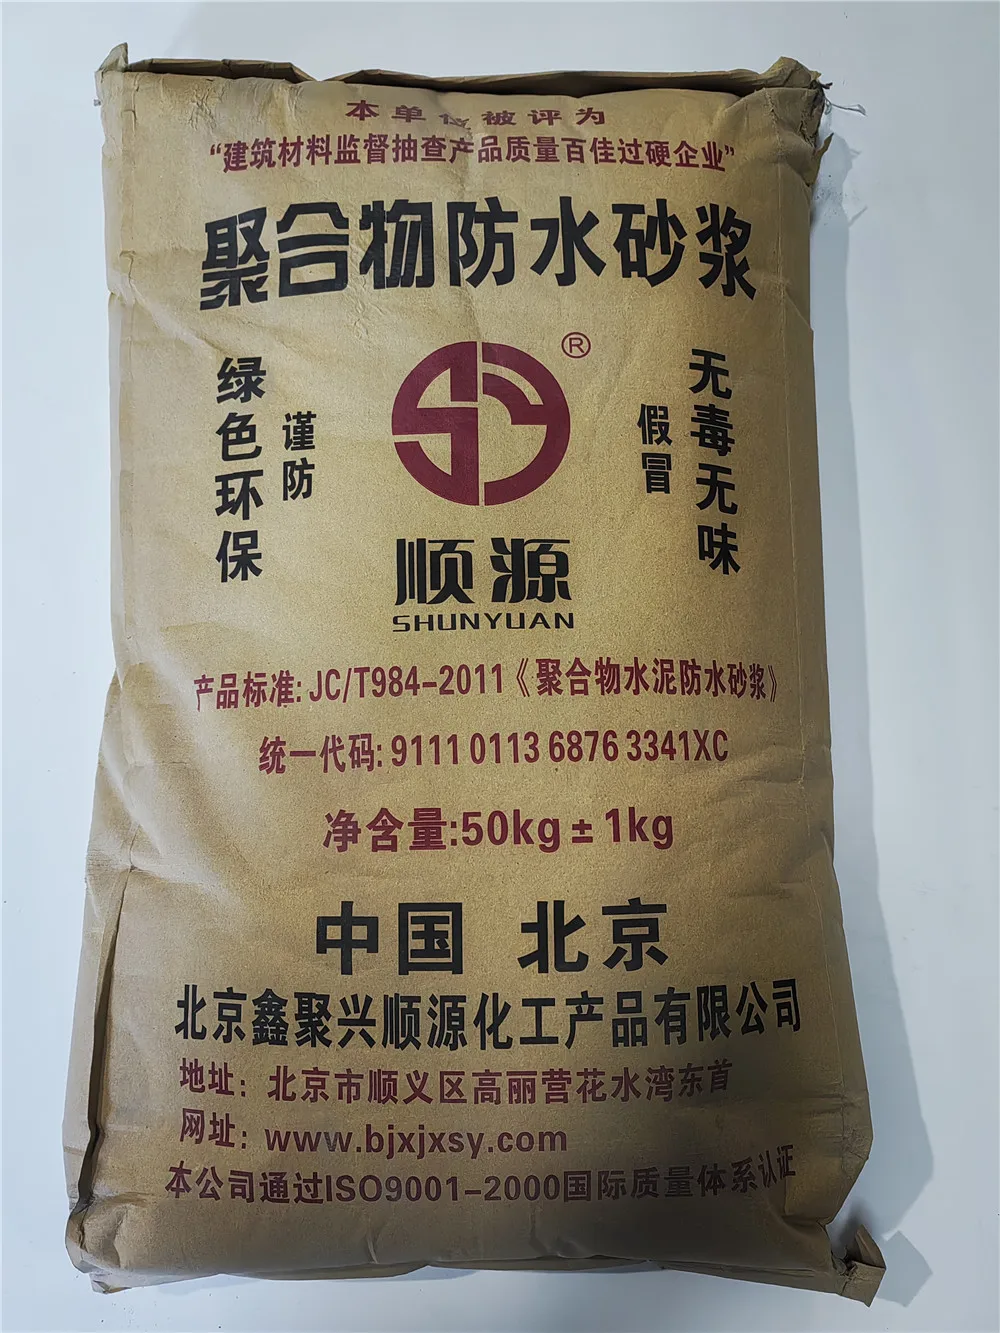 本单位被评为
“建筑材料监督抽查产品质量百佳过硬企业”
聚合物防水砂浆
绿色环保
谨防
®
假冒
无毒无味
顺源
SHUNYUAN
产品标准: JC/T984-2011《聚合物水泥防水砂浆》
统一代码: 9111 0113 6876 3341XC
净含量:50kg±1kg
中国 北京
北京鑫聚兴顺源化工产品有限公司
地址: 北京市顺义区高丽营花水湾东首
网址: www.bjxjxsy.com
本公司通过ISO9001-2000国际质量体系认证